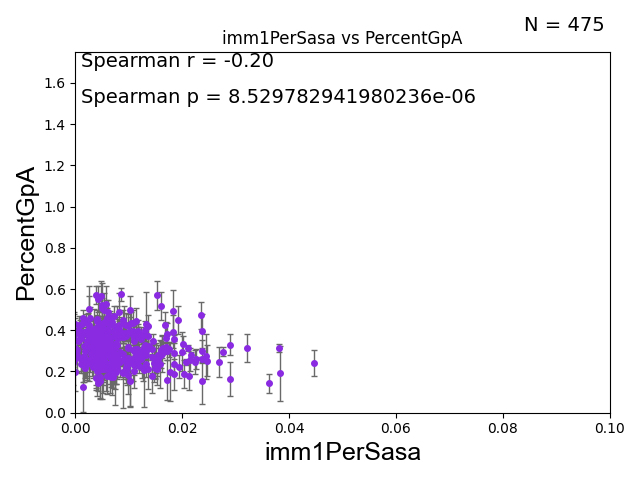 N = 475
imm1PerSasa vs PercentGpA
Spearman r = -0.20
Spearman p = 8.529782941980236e-06
PercentGpA
1.6
1.4
1.2
1.0
0.8
0.6
0.4
0.2
0.0
0.00 0.02 0.04 0.06 0.08 0.10
imm1PerSasa